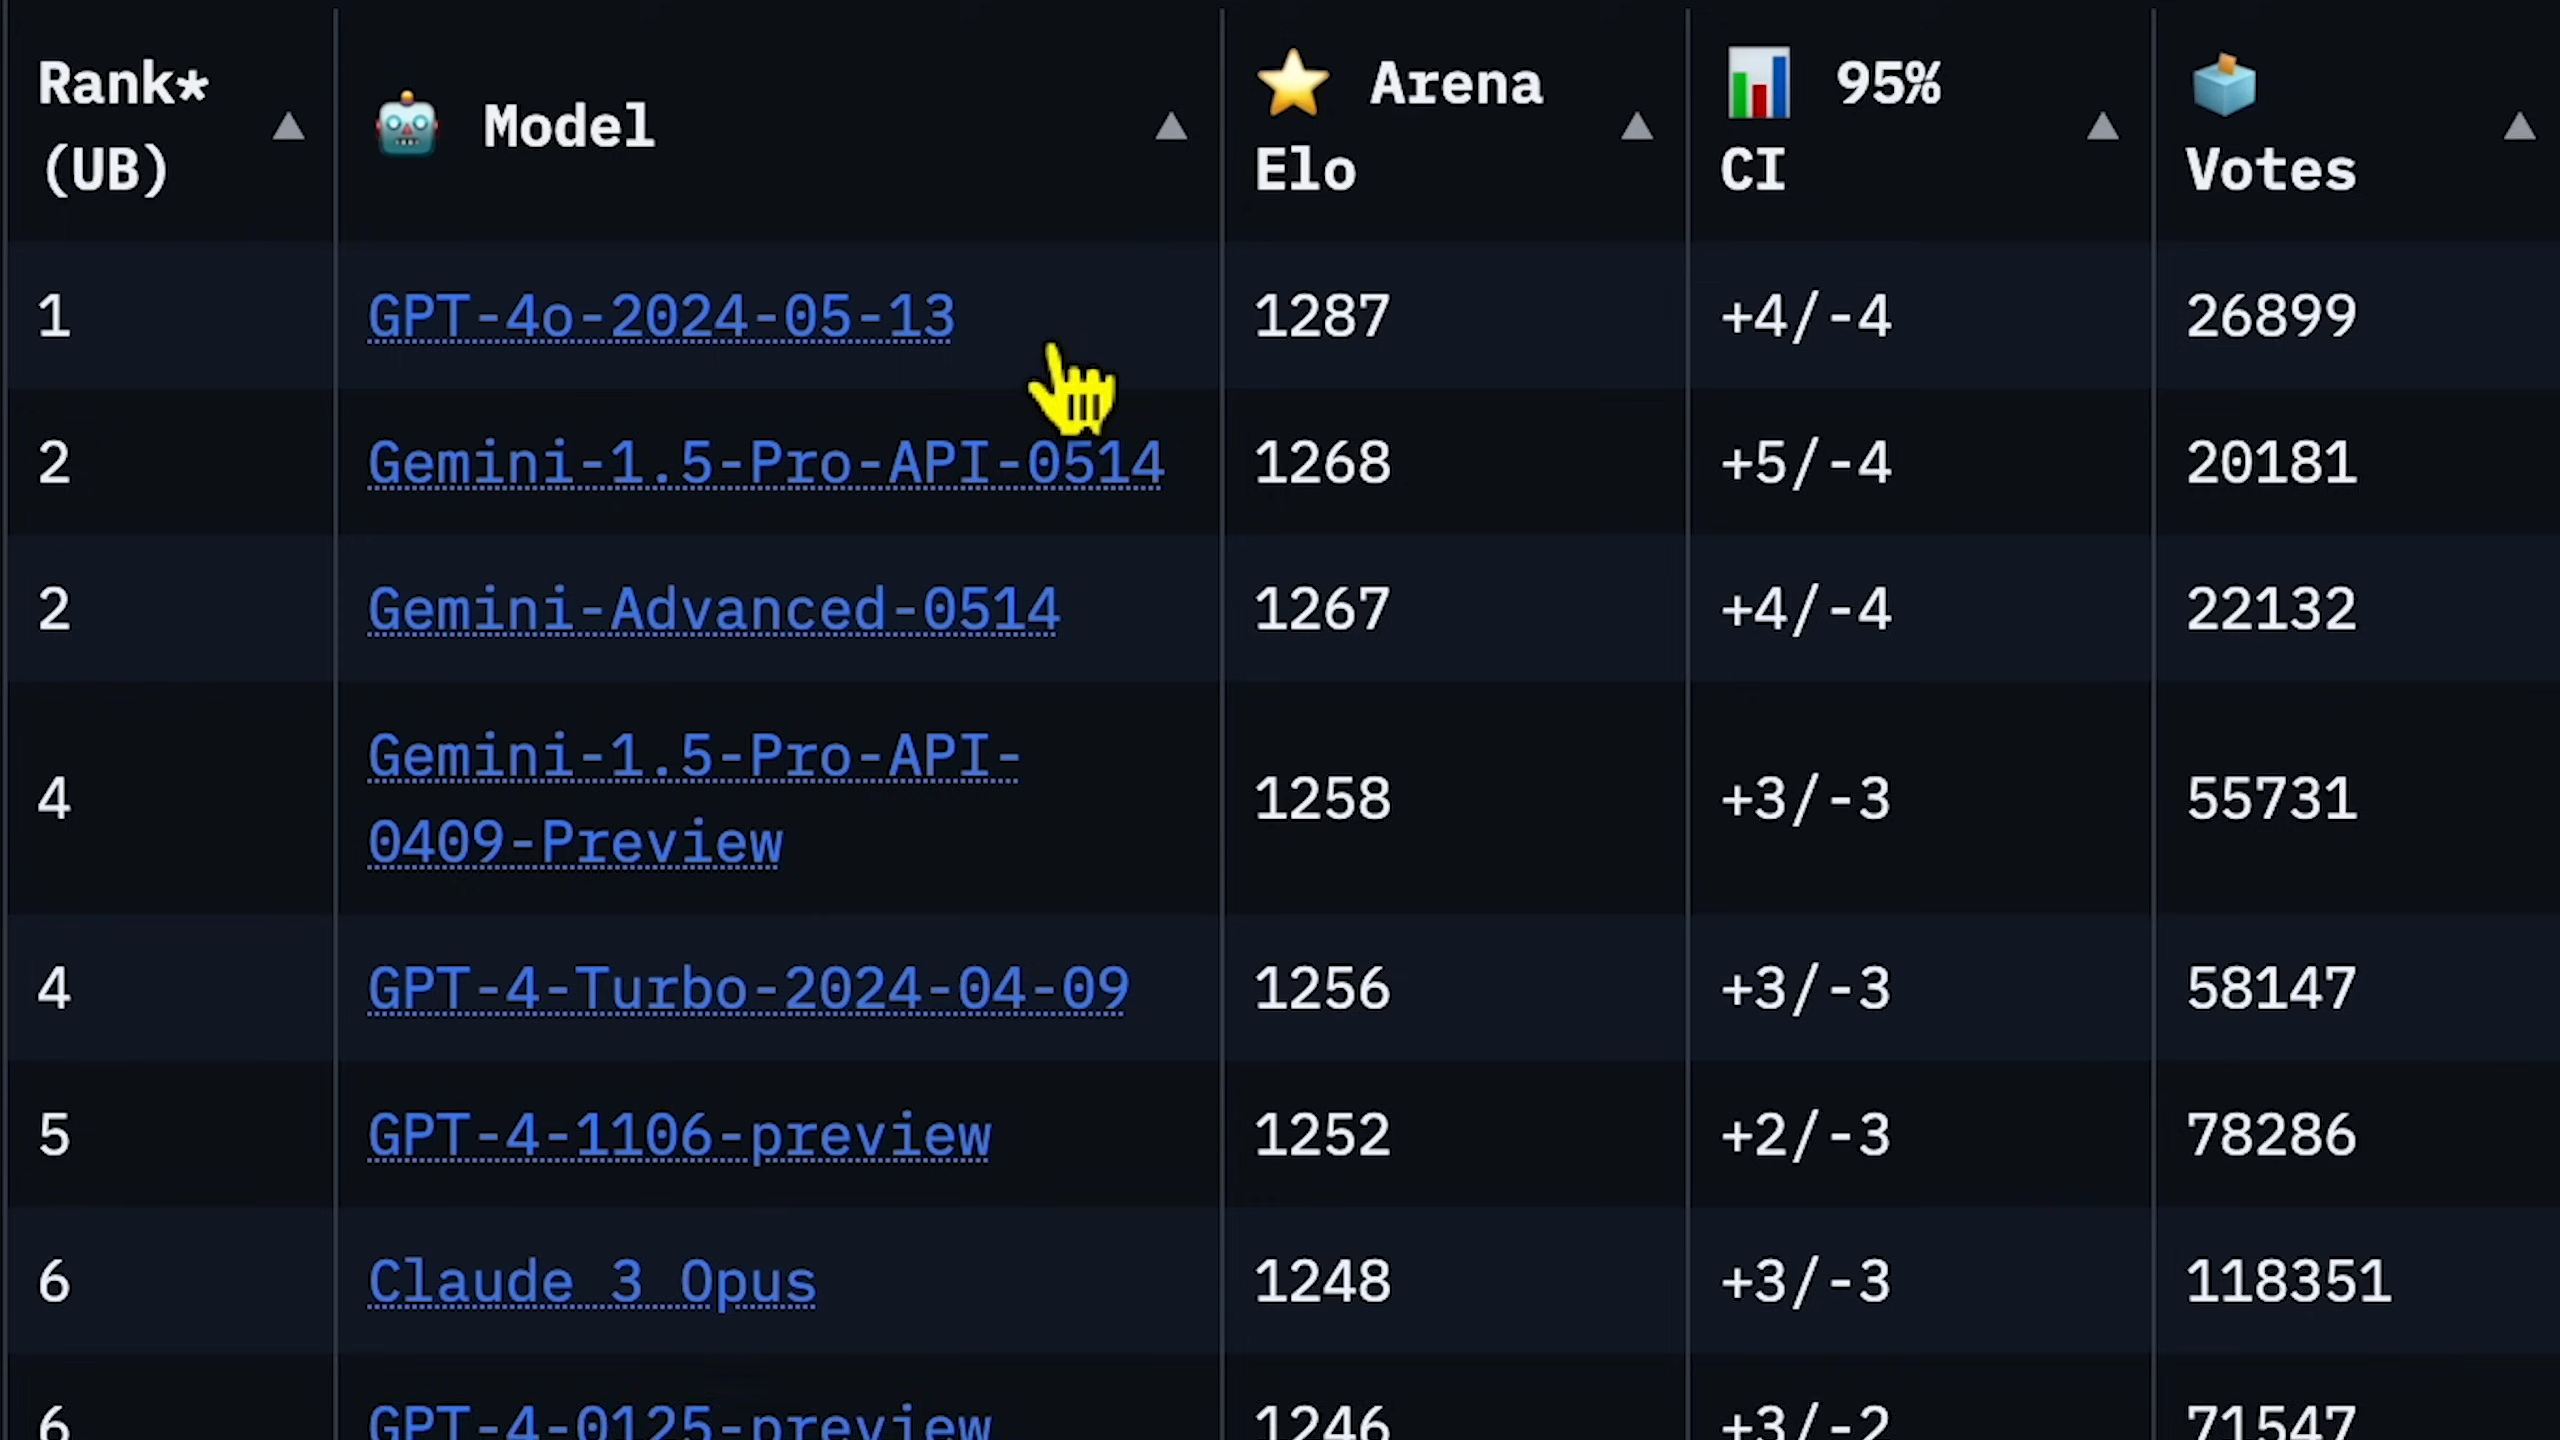 Rank*
(UB)
Model
Arena
Elo
95%
CI
Votes
1 GPT-4o-2024-05-13 1287 +4/-4 26899
2 Gemini-1.5-Pro-API-0514 1268 +5/-4 20181
2 Gemini-Advanced-0514 1267 +4/-4 22132
4 Gemini-1.5-Pro-API-
0409-Preview 1258 +3/-3 55731
4 GPT-4-Turbo-2024-04-09 1256 +3/-3 58147
5 GPT-4-1106-preview 1252 +2/-3 78286
6 Claude 3 Opus 1248 +3/-3 118351
6 GPT-4-0125-preview 1246 +3/-2 71547